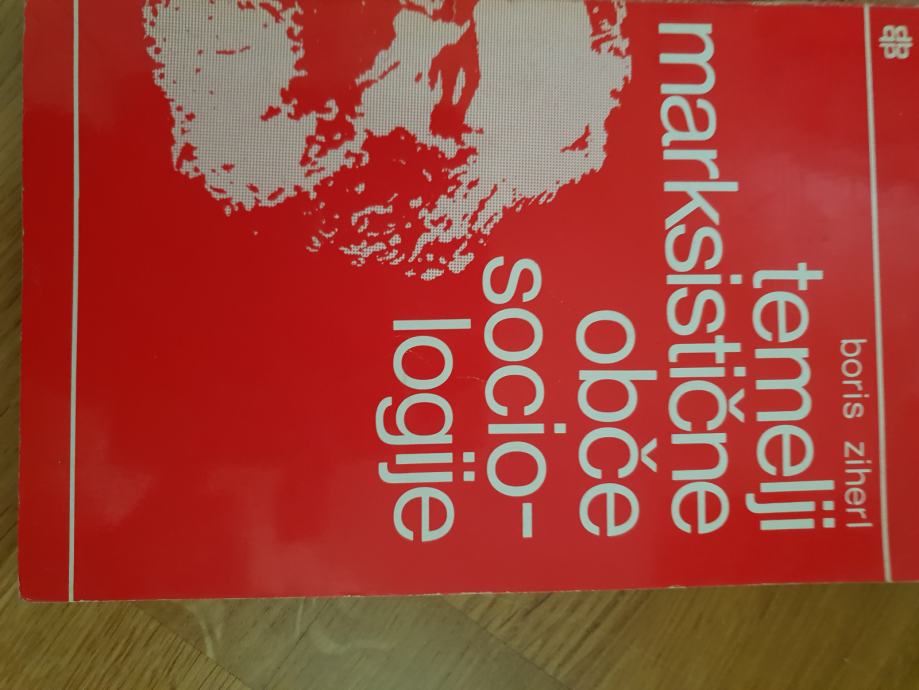 boris ziherl
temelji
marksistične
obče
socio-
logije